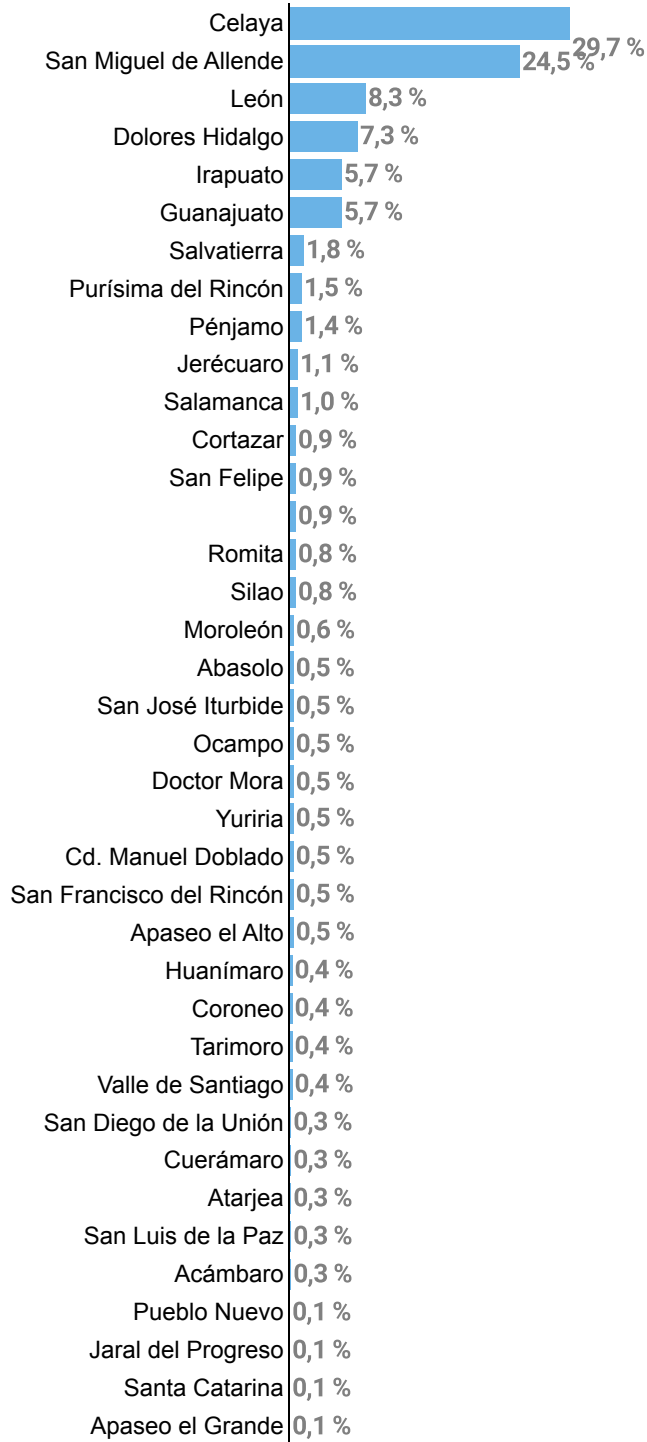 Celaya 29,7 %
San Miguel de Allende 24,5 %
León 8,3 %
Dolores Hidalgo 7,3 %
Irapuato 5,7 %
Guanajuato 5,7 %
Salvatierra 1,8 %
Purísima del Rincón 1,5 %
Pénjamo 1,4 %
Jerécuaro 1,1 %
Salamanca 1,0 %
Cortazar 0,9 %
San Felipe 0,9 %
0,9 %
Romita 0,8 %
Silao 0,8 %
Moroleón 0,6 %
Abasolo 0,5 %
San José Iturbide 0,5 %
Ocampo 0,5 %
Doctor Mora 0,5 %
Yuriria 0,5 %
Cd. Manuel Doblado 0,5 %
San Francisco del Rincón 0,5 %
Apaseo el Alto 0,5 %
Huanímaro 0,4 %
Coroneo 0,4 %
Tarimoro 0,4 %
Valle de Santiago 0,4 %
San Diego de la Unión 0,3 %
Cuerámaro 0,3 %
Atarjea 0,3 %
San Luis de la Paz 0,3 %
Acámbaro 0,3 %
Pueblo Nuevo 0,1 %
Jaral del Progreso 0,1 %
Santa Catarina 0,1 %
Apaseo el Grande 0,1 %